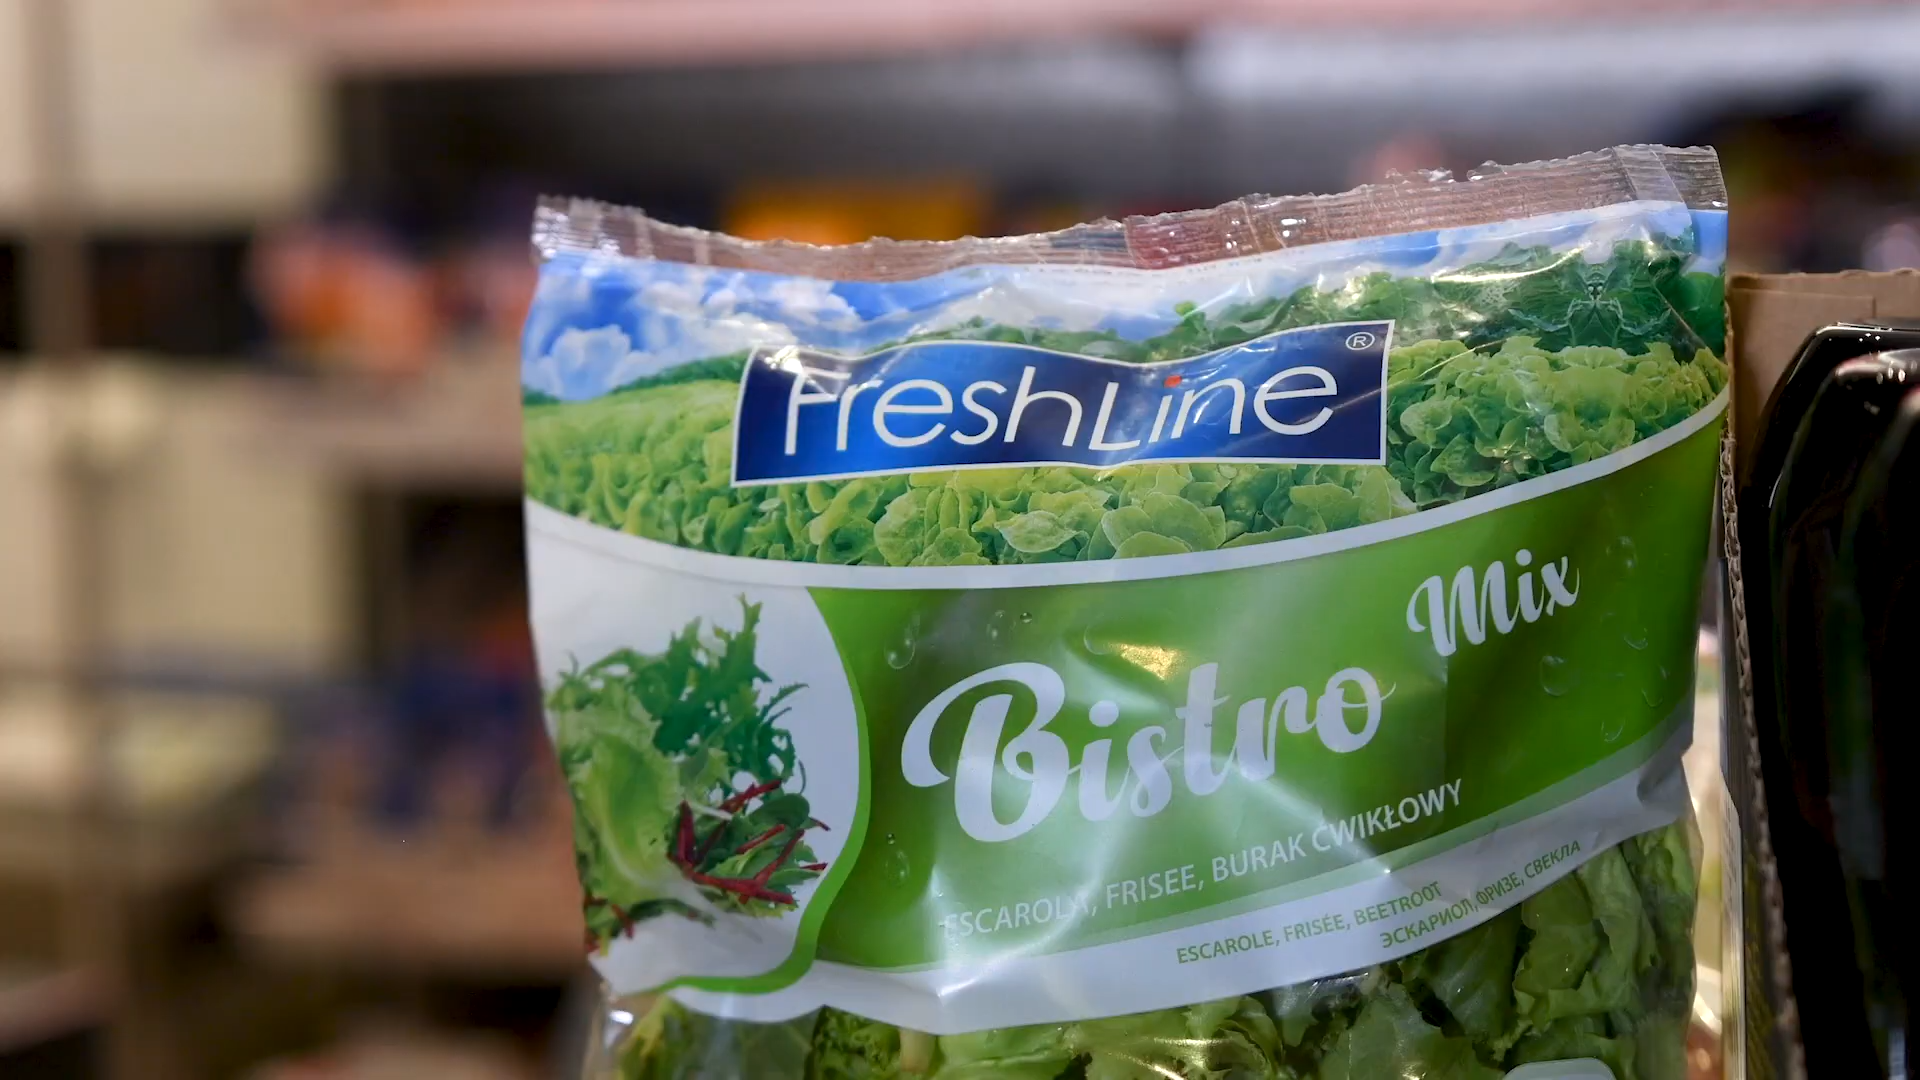 FreshLine®
Bistro Mix
ESCAROLA, FRISEE, BURAK ĆWIKŁOWY
ESCAROLE, FRISÉE, BEETROOT
ЭСКАРИОЛ, ФРИЗЕ, СВЕКЛА